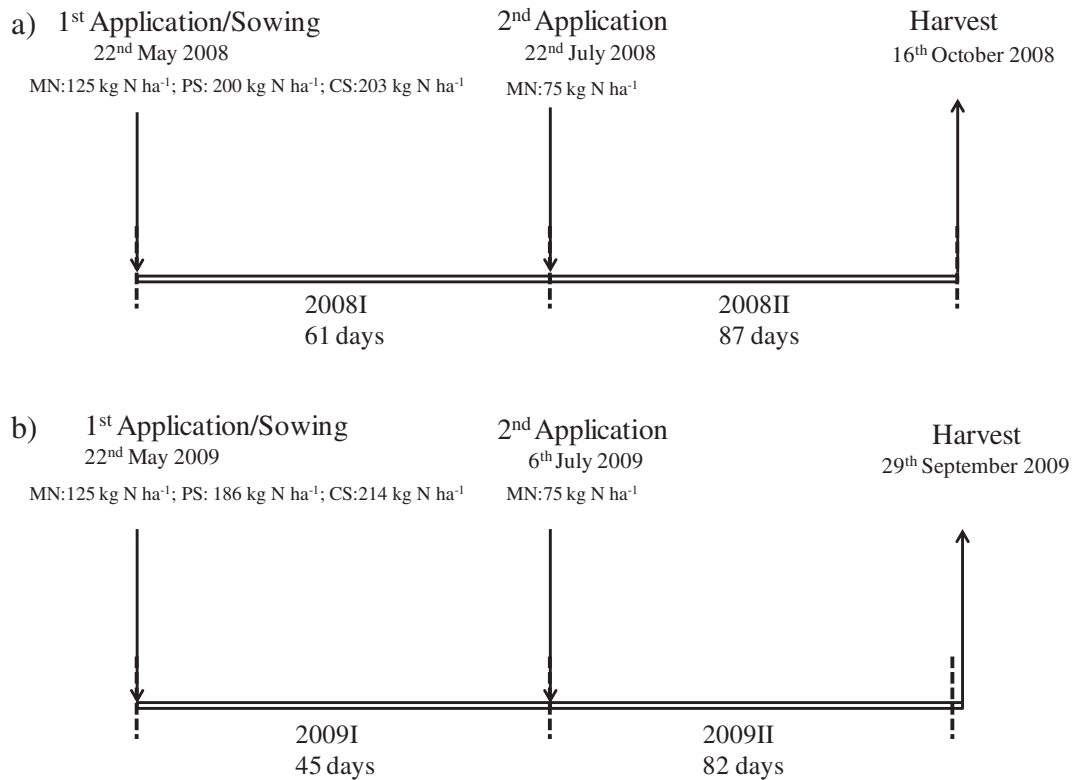 a) 1st Application/Sowing
22nd May 2008
MN:125 kg N ha-1; PS: 200 kg N ha-1; CS:203 kg N ha-1
2nd Application
22nd July 2008
MN:75 kg N ha-1
Harvest
16th October 2008
2008I
61 days
2008II
87 days
b) 1st Application/Sowing
22nd May 2009
MN:125 kg N ha-1; PS: 186 kg N ha-1; CS:214 kg N ha-1
2nd Application
6th July 2009
MN:75 kg N ha-1
Harvest
29th September 2009
2009I
45 days
2009II
82 days